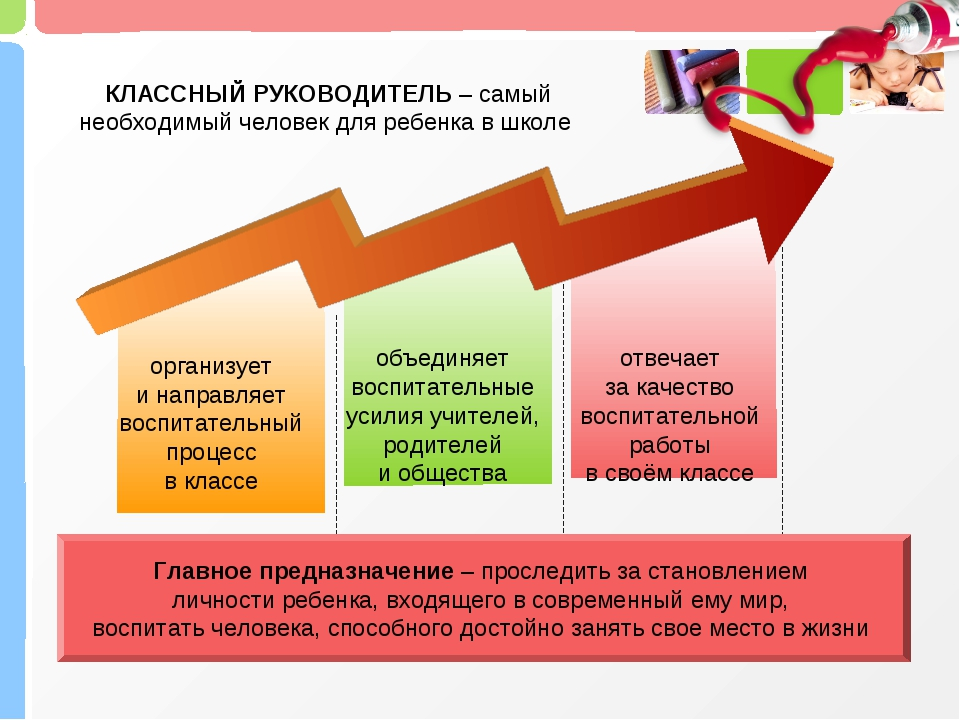 КЛАССНЫЙ РУКОВОДИТЕЛЬ – самый
необходимый человек для ребенка в школе
организует
и направляет
воспитательный
процесс
в классе
объединяет
воспитательные
усилия учителей,
родителей
и общества
отвечает
за качество
воспитательной
работы
в своём классе
Главное предназначение – проследить за становлением
личности ребенка, входящего в современный ему мир,
воспитать человека, способного достойно занять свое место в жизни